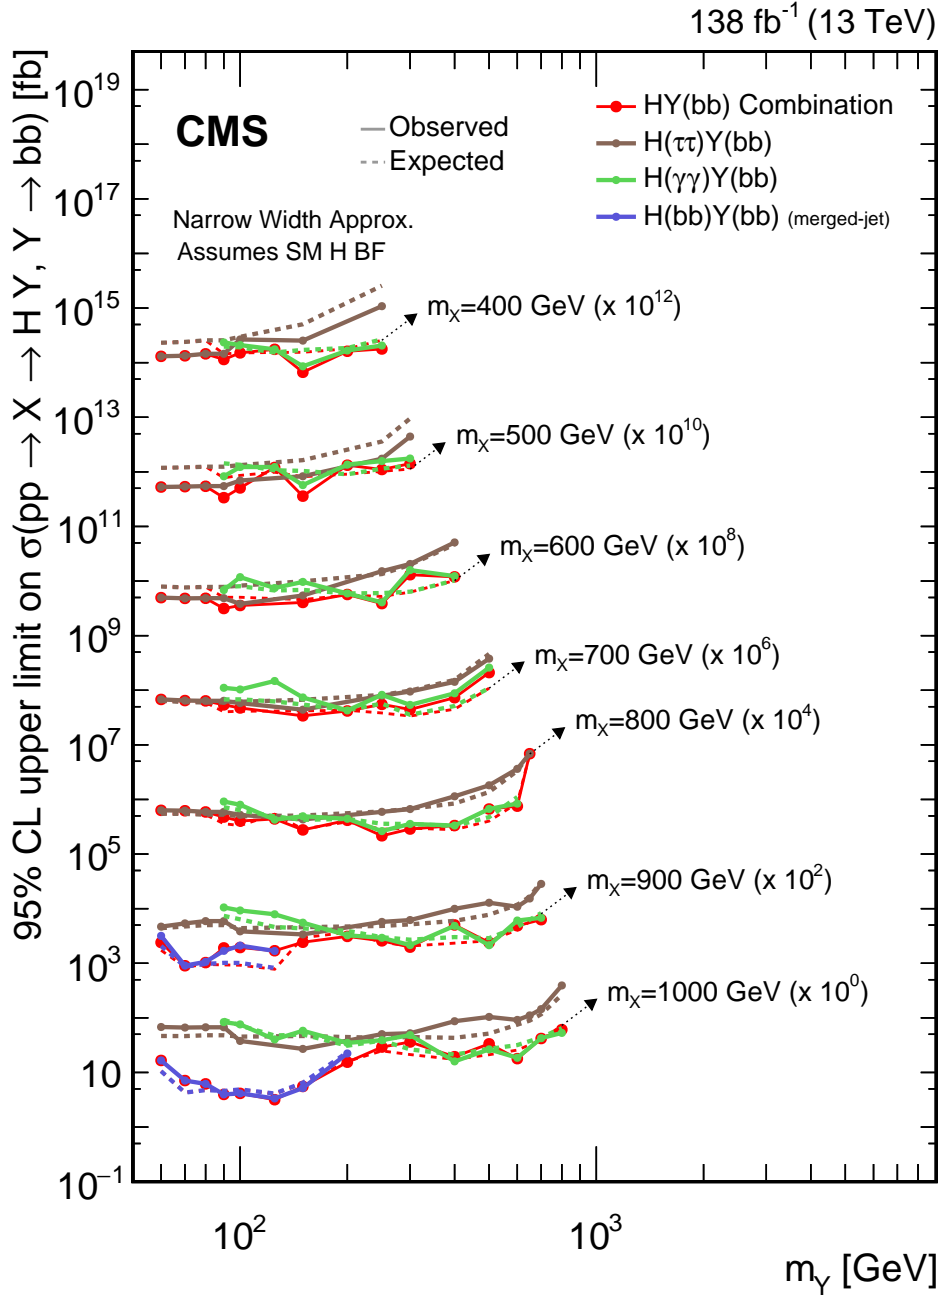 138 fb⁻¹ (13 TeV)
95% CL upper limit on σ(pp → X → H Y, Y → bb) [fb]
CMS
Observed
Expected
Narrow Width Approx.
Assumes SM H BF
HY(bb) Combination
H(ττ)Y(bb)
H(γγ)Y(bb)
H(bb)Y(bb) (merged-jet)
m_X=400 GeV (x 10¹²)
m_X=500 GeV (x 10¹⁰)
m_X=600 GeV (x 10⁸)
m_X=700 GeV (x 10⁶)
m_X=800 GeV (x 10⁴)
m_X=900 GeV (x 10²)
m_X=1000 GeV (x 10⁰)
10¹⁹
10¹⁷
10¹⁵
10¹³
10¹¹
10⁹
10⁷
10⁵
10³
10
10⁻¹
10²
10³
m_Y [GeV]